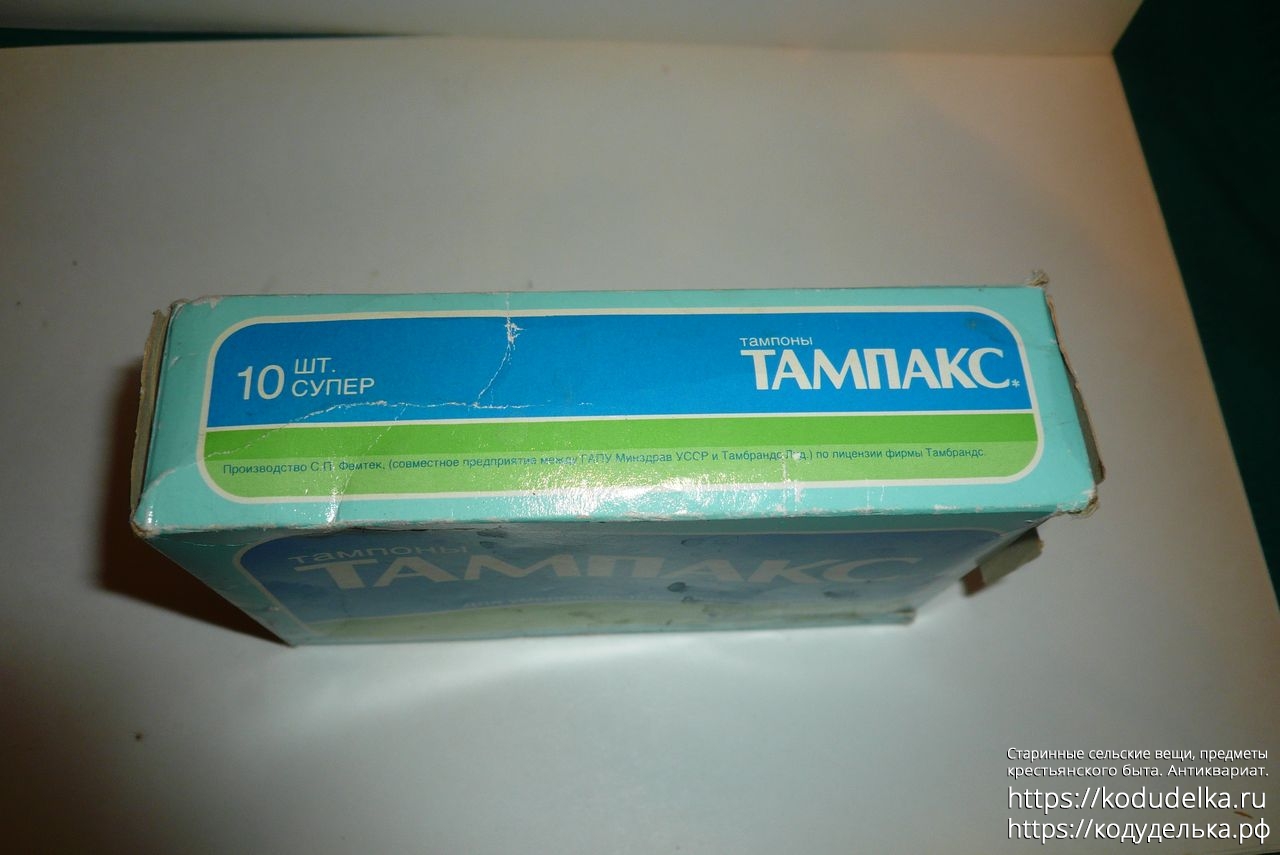 10 ШТ.
СУПЕР
тампоны
ТАМПАКС*
Производство С.П. Фемтек, (совместное предприятие между ГАПУ Минздрав УССР и Тамбрандс Лтд.) по лицензии фирмы Тамбрандс.
тампоны
ТАМПАКС
Старинные сельские вещи, предметы
крестьянского быта. Антиквариат.
https://kodudelka.ru
https://кодуделька.рф